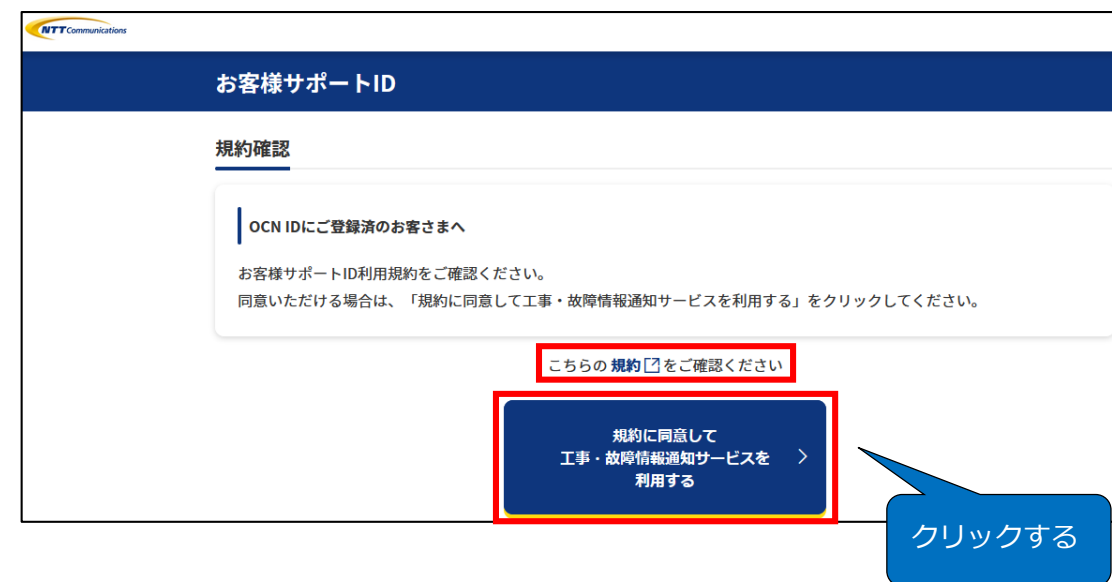 NTT Communications
お客様サポートID
規約確認
OCN IDにご登録済のお客さまへ
お客様サポートID利用規約をご確認ください。
同意いただける場合は、「規約に同意して工事・故障情報通知サービスを利用する」をクリックしてください。
こちらの 規約 をご確認ください
規約に同意して
工事・故障情報通知サービスを
利用する
クリックする